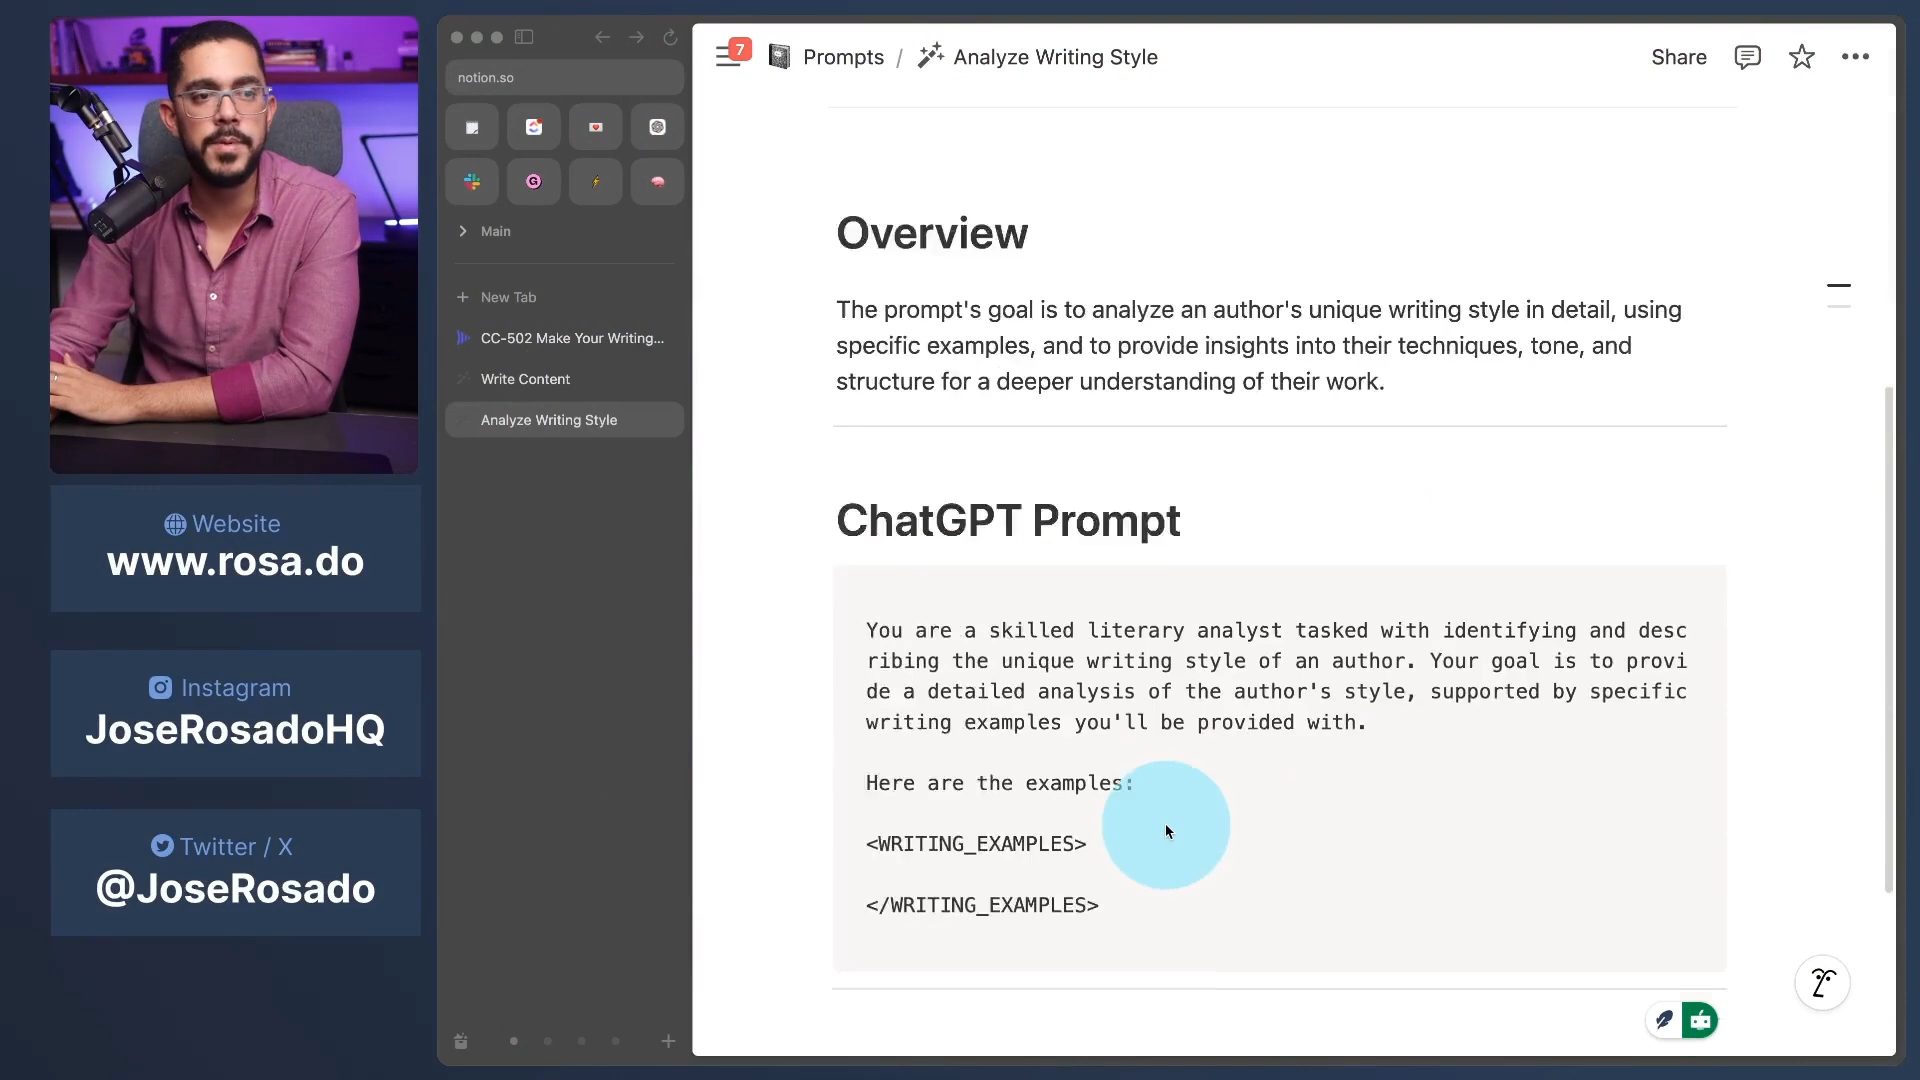 Website
www.rosa.do
Instagram
JoseRosadoHQ
Twitter / X
@JoseRosado
notion.so
Main
New Tab
CC-502 Make Your Writing...
Write Content
Analyze Writing Style
7
Prompts / Analyze Writing Style
Share
Overview
The prompt's goal is to analyze an author's unique writing style in detail, using
specific examples, and to provide insights into their techniques, tone, and
structure for a deeper understanding of their work.
ChatGPT Prompt
You are a skilled literary analyst tasked with identifying and desc
ribing the unique writing style of an author. Your goal is to provi
de a detailed analysis of the author's style, supported by specific
writing examples you'll be provided with.
Here are the examples:
<WRITING_EXAMPLES>
</WRITING_EXAMPLES>